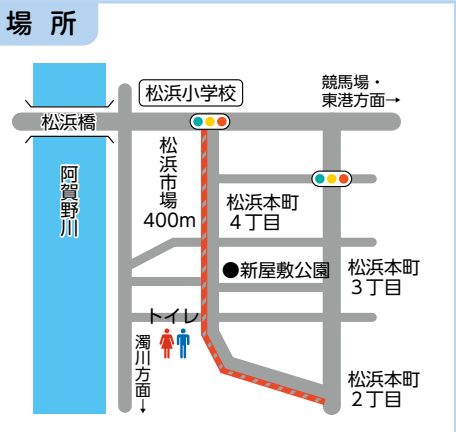 場 所
松浜小学校
競馬場・
東港方面→
松浜橋
阿賀野川
松浜市場
400m
松浜本町
4丁目
●新屋敷公園
松浜本町
3丁目
トイレ
濁川方面→
松浜本町
2丁目